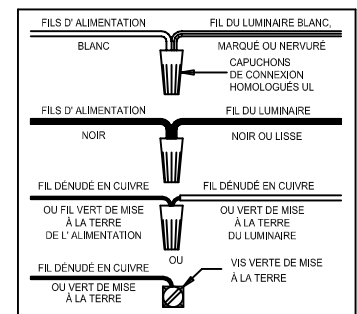 FILS D' ALIMENTATION
FIL DU LUMINAIRE BLANC,
BLANC
MARQUÉ OU NERVURÉ
CAPUCHONS
DE CONNEXION
HOMOLOGUÉS UL
FILS D' ALIMENTATION
FIL DU LUMINAIRE
NOIR
NOIR OU LISSE
FIL DÉNUDÉ EN CUIVRE
FIL DÉNUDÉ EN CUIVRE
OU FIL VERT DE MISE
À LA TERRE
DE L' ALIMENTATION
OU VERT DE MISE
À LA TERRE
DU LUMINAIRE
OU
FIL DÉNUDÉ EN CUIVRE
OU VERT DE MISE
À LA TERRE
VIS VERTE DE MISE
À LA TERRE